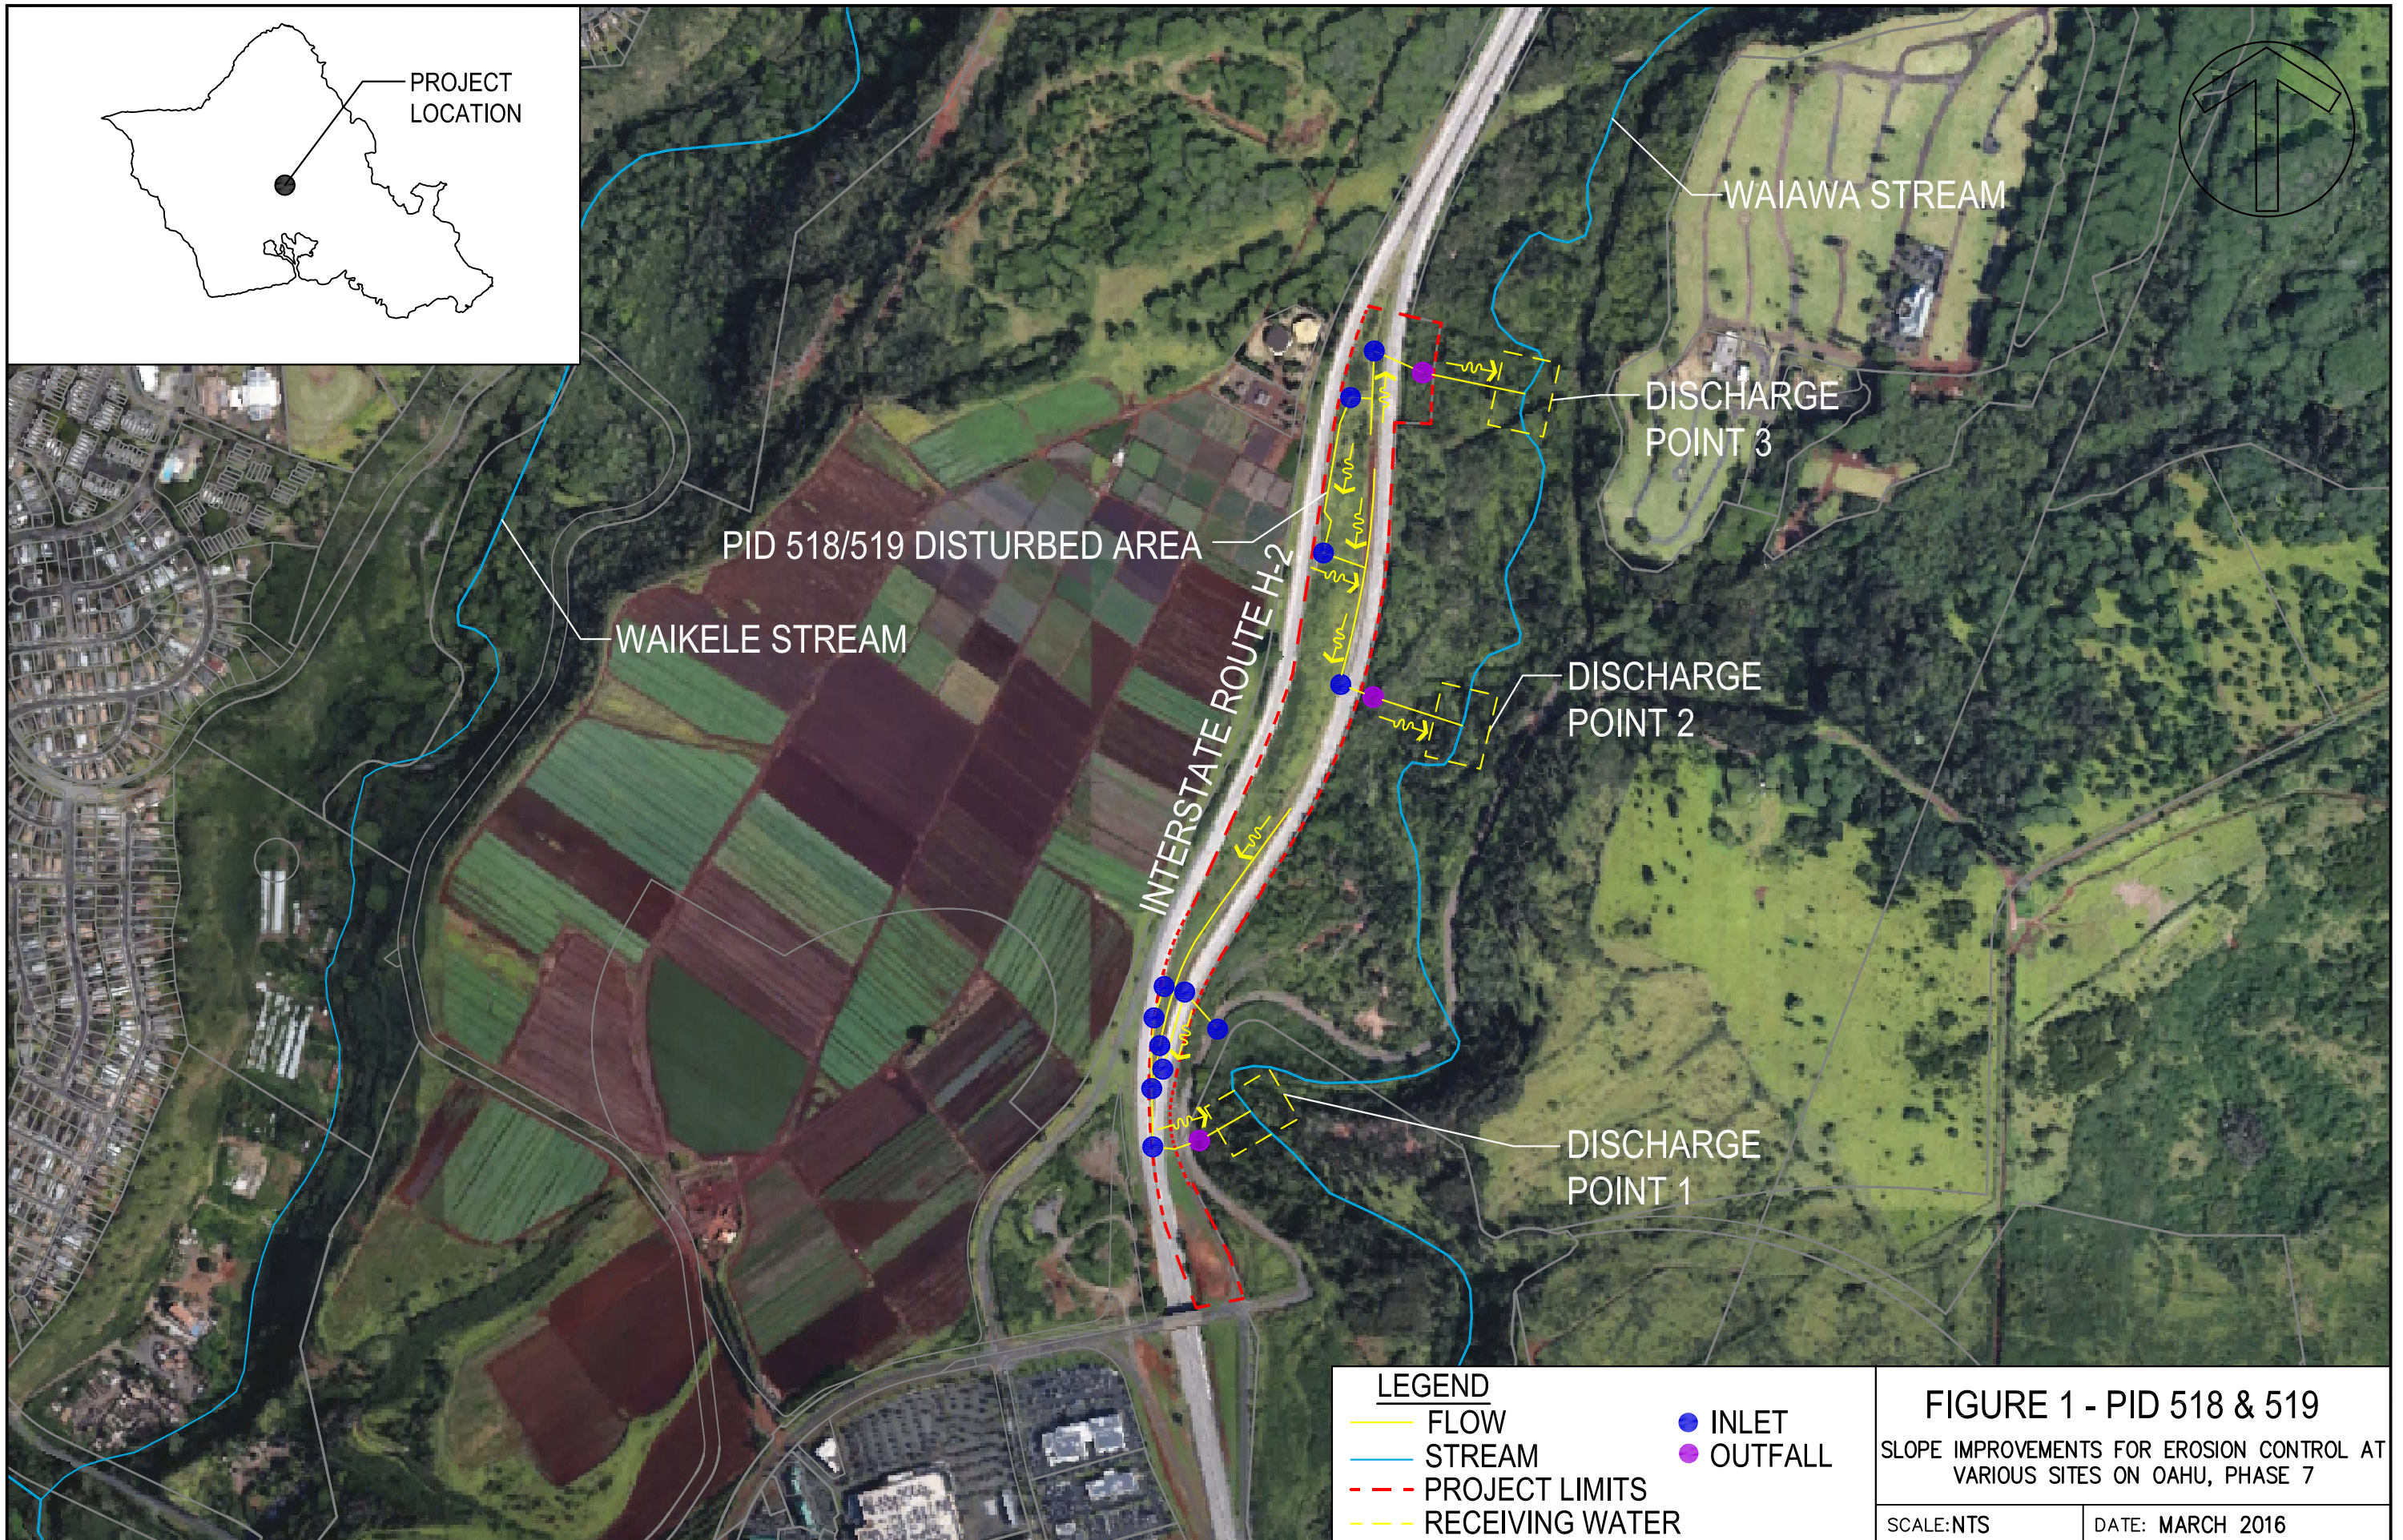 PROJECT
LOCATION
WAIAWA STREAM
DISCHARGE
POINT 3
PID 518/519 DISTURBED AREA
WAIKELE STREAM
INTERSTATE ROUTE H-2
DISCHARGE
POINT 2
DISCHARGE
POINT 1
LEGEND
FLOW
STREAM
PROJECT LIMITS
RECEIVING WATER
INLET
OUTFALL
FIGURE 1 - PID 518 & 519
SLOPE IMPROVEMENTS FOR EROSION CONTROL AT
VARIOUS SITES ON OAHU, PHASE 7
SCALE: NTS
DATE: MARCH 2016